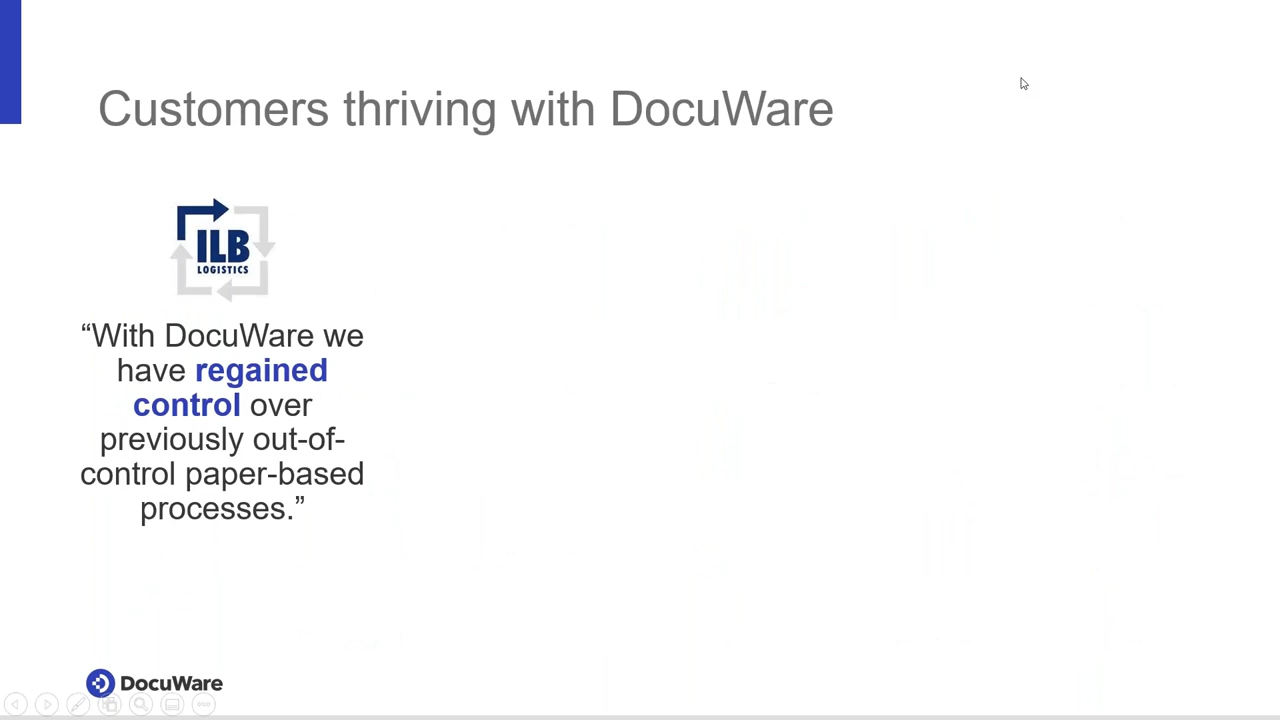 Customers thriving with DocuWare
ILB
LOGISTICS
“With DocuWare we
have regained
control over
previously out-of-
control paper-based
processes.”
DocuWare